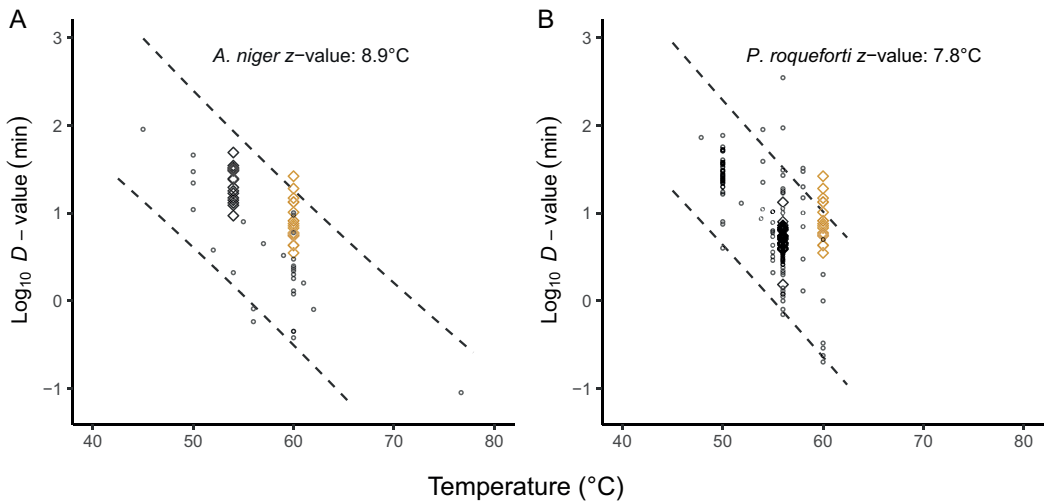 A
A. niger z−value: 8.9°C
Log10 D − value (min)
3
2
1
0
−1
40 50 60 70 80
B
P. roqueforti z−value: 7.8°C
Log10 D − value (min)
3
2
1
0
−1
40 50 60 70 80
Temperature (°C)